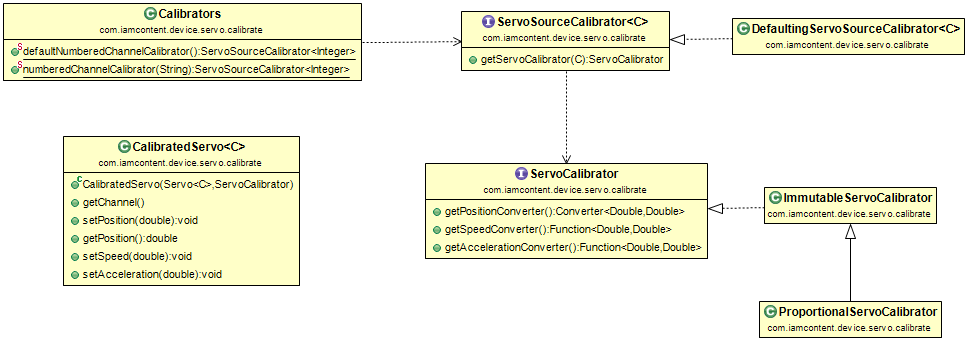 Calibrators
com.iamcontent.device.servo.calibrate
defaultNumberedChannelCalibrator():ServoSourceCalibrator<Integer>
numberedChannelCalibrator(String):ServoSourceCalibrator<Integer>
ServoSourceCalibrator<C>
com.iamcontent.device.servo.calibrate
getServoCalibrator(C):ServoCalibrator
DefaultingServoSourceCalibrator<C>
com.iamcontent.device.servo.calibrate
CalibratedServo<C>
com.iamcontent.device.servo.calibrate
CalibratedServo(Servo<C>,ServoCalibrator)
getChannel()
setPosition(double):void
getPosition():double
setSpeed(double):void
setAcceleration(double):void
ServoCalibrator
com.iamcontent.device.servo.calibrate
getPositionConverter():Converter<Double,Double>
getSpeedConverter():Function<Double,Double>
getAccelerationConverter():Function<Double,Double>
ImmutableServoCalibrator
com.iamcontent.device.servo.calibrate
ProportionalServoCalibrator
com.iamcontent.device.servo.calibrate